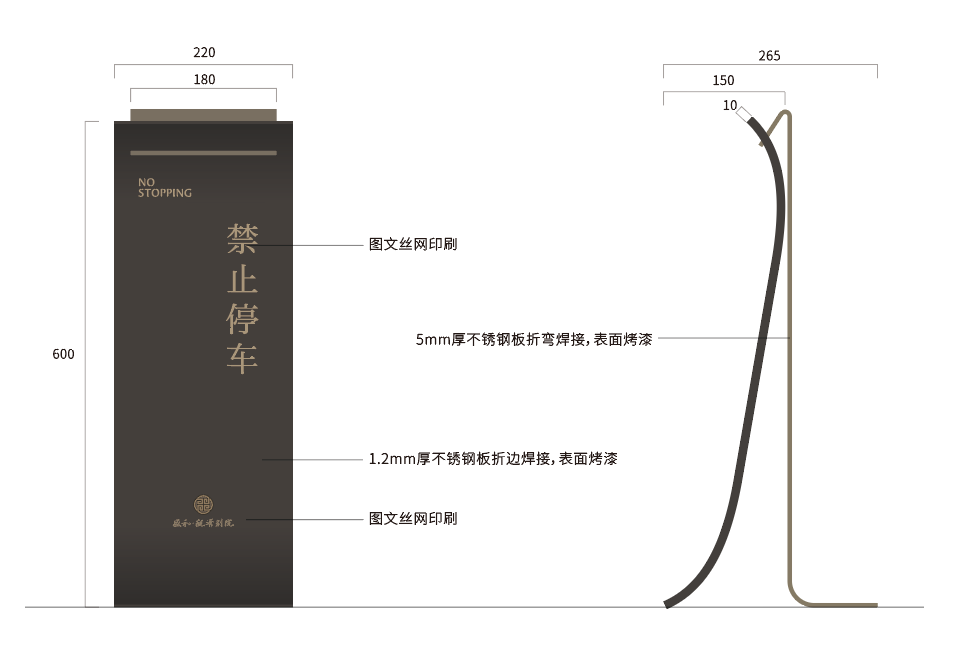 220
180
265
150
10
NO
STOPPING
禁
止
停
车
图文丝网印刷
5mm厚不锈钢板折弯焊接，表面烤漆
600
1.2mm厚不锈钢板折边焊接，表面烤漆
图文丝网印刷